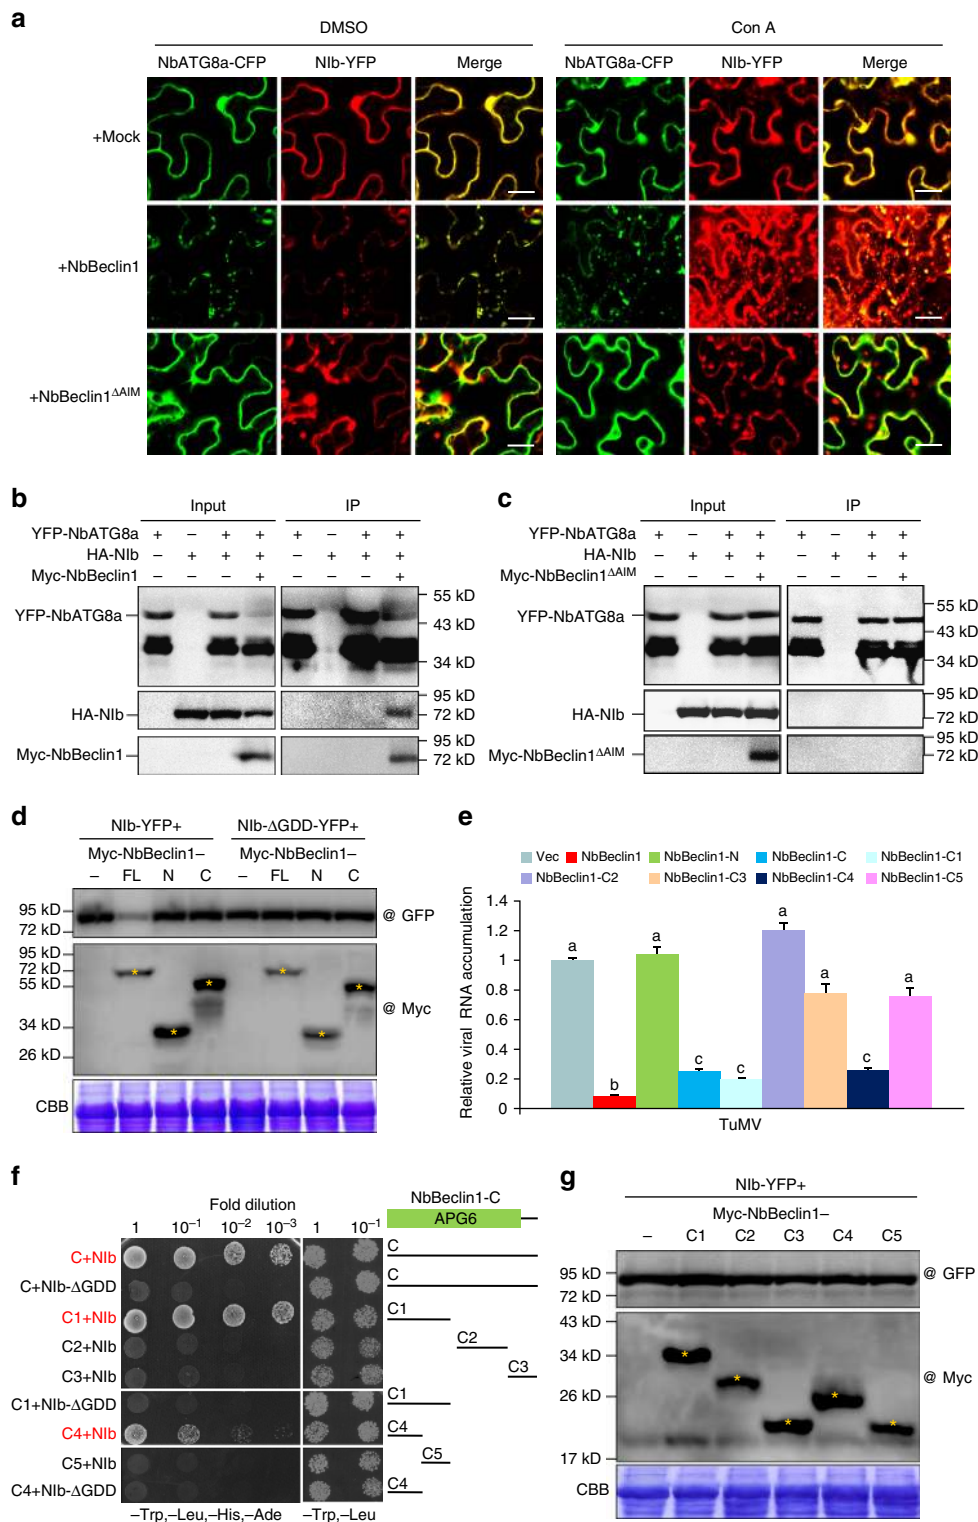 a
DMSO Con A
NbATG8a-CFP NIb-YFP Merge NbATG8a-CFP NIb-YFP Merge
+Mock
+NbBeclin1
+NbBeclin1ΔAIM
b
Input IP
YFP-NbATG8a + – + + + – + +
HA-NIb – + + + – + + +
Myc-NbBeclin1 – – – + – – – +
YFP-NbATG8a
55 kD
43 kD
34 kD
HA-NIb
95 kD
72 kD
Myc-NbBeclin1
95 kD
72 kD
c
Input IP
YFP-NbATG8a + – + + + – + +
HA-NIb – + + + – + + +
Myc-NbBeclin1ΔAIM – – – + – – – +
YFP-NbATG8a
55 kD
43 kD
34 kD
HA-NIb
95 kD
72 kD
Myc-NbBeclin1ΔAIM
95 kD
72 kD
d
NIb-YFP+ NIb-ΔGDD-YFP+
Myc-NbBeclin1– Myc-NbBeclin1–
– FL N C – FL N C
95 kD
72 kD
@ GFP
95 kD
72 kD
55 kD
34 kD
26 kD
@ Myc
* * * * * *
CBB
e
Vec NbBeclin1 NbBeclin1-N NbBeclin1-C NbBeclin1-C1
NbBeclin1-C2 NbBeclin1-C3 NbBeclin1-C4 NbBeclin1-C5
Relative viral RNA accumulation
1.4
1.2
1
0.8
0.6
0.4
0.2
0
a b a c c a a c a
TuMV
f
Fold dilution
1 10−1 10−2 10−3 1 10−1
NbBeclin1-C
APG6
C+NIb C
C+NIb-ΔGDD C
C1+NIb C1
C2+NIb C2
C3+NIb C3
C1+NIb-ΔGDD C1
C4+NIb C4
C5+NIb C5
C4+NIb-ΔGDD C4
–Trp,–Leu,–His,–Ade –Trp,–Leu
g
NIb-YFP+
Myc-NbBeclin1–
– C1 C2 C3 C4 C5
95 kD
72 kD
@ GFP
43 kD
34 kD
26 kD
17 kD
@ Myc
* * * * *
CBB